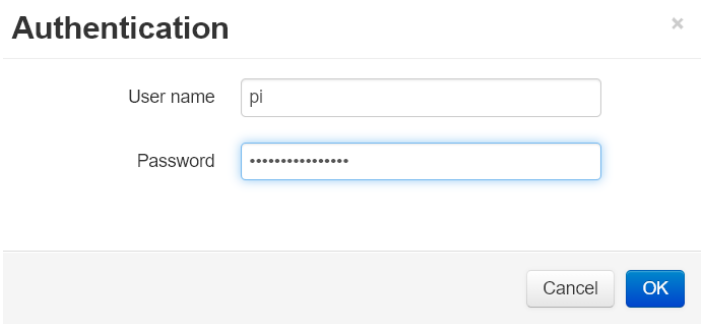 Authentication ×
User name pi
Password ••••••••••••••••
Cancel OK